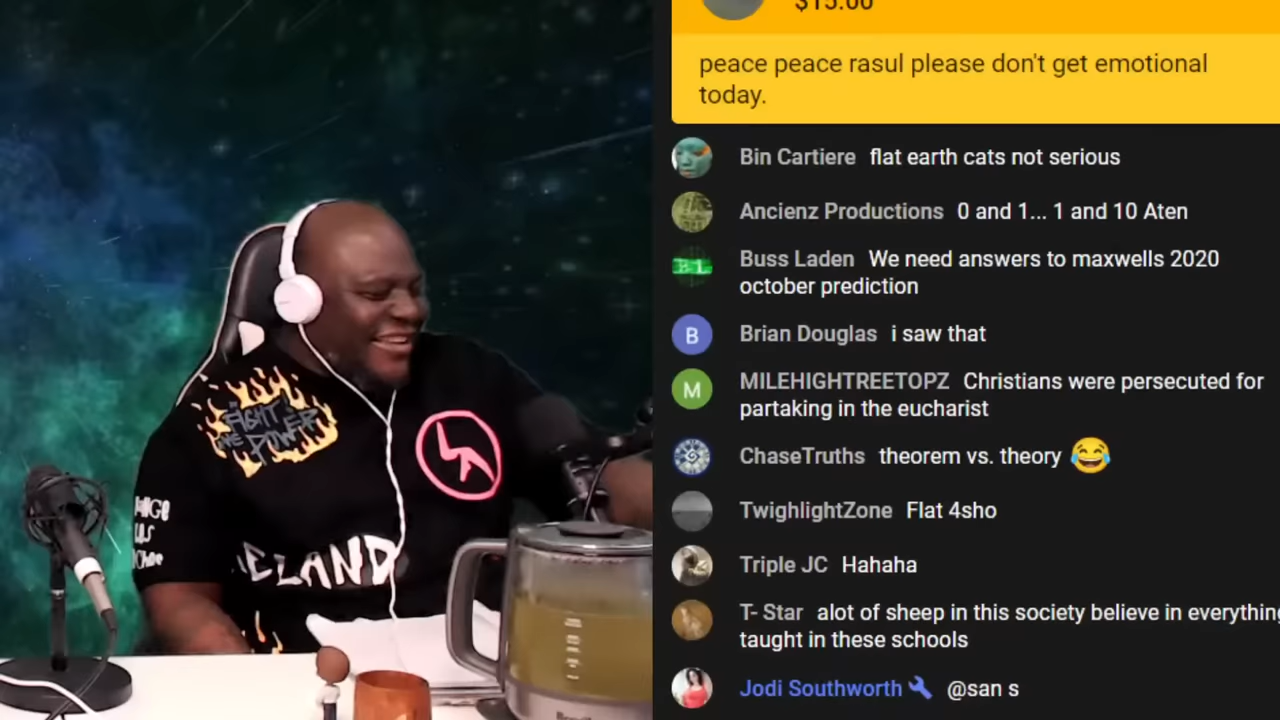 $15.00
peace peace rasul please don't get emotional
today.
Bin Cartiere flat earth cats not serious
Ancienz Productions 0 and 1... 1 and 10 Aten
Buss Laden We need answers to maxwells 2020
october prediction
B Brian Douglas i saw that
M MILEHIGHTREETOPZ Christians were persecuted for
partaking in the eucharist
ChaseTruths theorem vs. theory 😂
TwighlightZone Flat 4sho
Triple JC Hahaha
T- Star alot of sheep in this society believe in everything
taught in these schools
Jodi Southworth @san s
FIGHT
POWER
ELAND